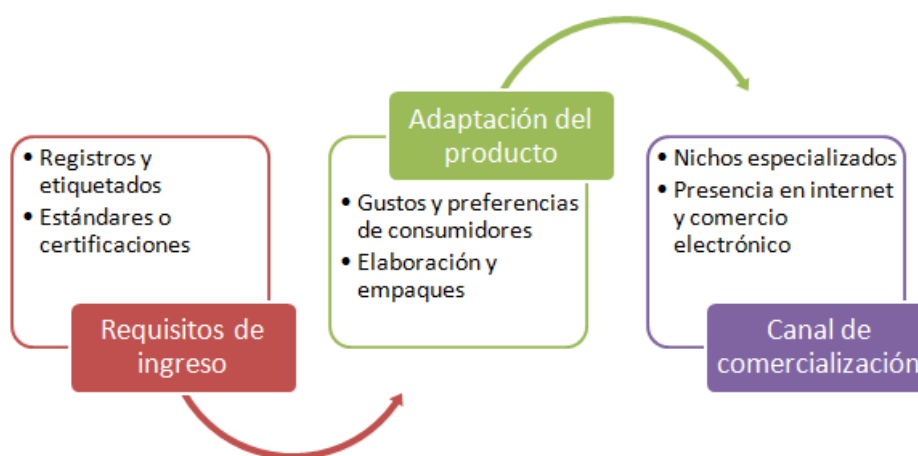 • Registros y
etiquetados
• Estándares o
certificaciones
Requisitos de
ingreso
Adaptación del
producto
• Gustos y preferencias
de consumidores
• Elaboración y
empaques
• Nichos especializados
• Presencia en internet
y comercio
electrónico
Canal de
comercialización